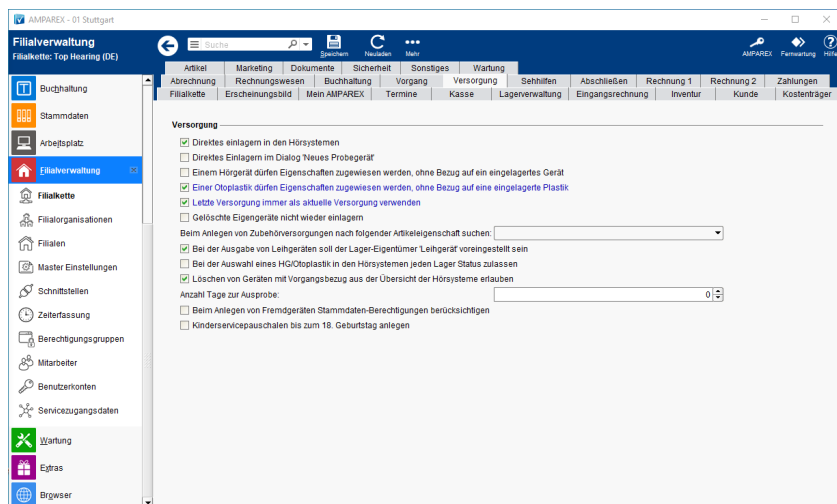 AMPAREX - 01 Stuttgart
Filialverwaltung
Filialkette: Top Hearing (DE)
Suche
Speichern
Neuladen
Mehr
AMPAREX
Fernwartung
Hilfe
Buchhaltung
Stammdaten
Arbeitsplatz
Filialverwaltung
Filialkette
Filialorganisationen
Filialen
Master Einstellungen
Schnittstellen
Zeiterfassung
Berechtigungsgruppen
Mitarbeiter
Benutzerkonten
Servicezugangsdaten
Wartung
Extras
Browser
Artikel Marketing Dokumente Sicherheit Sonstiges Wartung
Abrechnung Rechnungswesen Buchhaltung Vorgang Versorgung Sehhilfen Abschließen Rechnung 1 Rechnung 2 Zahlungen
Filialkette Erscheinungsbild Mein AMPAREX Termine Kasse Lagerverwaltung Eingangsrechnung Inventur Kunde Kostenträger
Versorgung
Direktes einlagern in den Hörsystemen
Direktes Einlagern im Dialog 'Neues Probegerät'
Einem Hörgerät dürfen Eigenschaften zugewiesen werden, ohne Bezug auf ein eingelagertes Gerät
Einer Otoplastik dürfen Eigenschaften zugewiesen werden, ohne Bezug auf eine eingelagerte Plastik
Letzte Versorgung immer als aktuelle Versorgung verwenden
Gelöschte Eigengeräte nicht wieder einlagern
Beim Anlegen von Zubehörversorgungen nach folgender Artikeleigenschaft suchen:
Bei der Ausgabe von Leihgeräten soll der Lager-Eigentümer 'Leihgerät' voreingestellt sein
Bei der Auswahl eines HG/Otoplastik in den Hörsystemen jeden Lager Status zulassen
Löschen von Geräten mit Vorgangsbezug aus der Übersicht der Hörsysteme erlauben
Anzahl Tage zur Ausprobe: 0
Beim Anlegen von Fremdgeräten Stammdaten-Berechtigungen berücksichtigen
Kinderservicepauschalen bis zum 18. Geburtstag anlegen